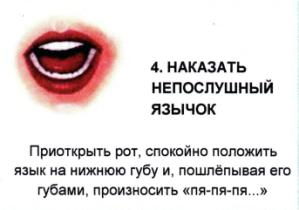 4. НАКАЗАТЬ
НЕПОСЛУШНЫЙ
ЯЗЫЧОК
Приоткрыть рот, спокойно положить
язык на нижнюю губу и, пошлёпывая его
губами, произносить «пя-пя-пя...»